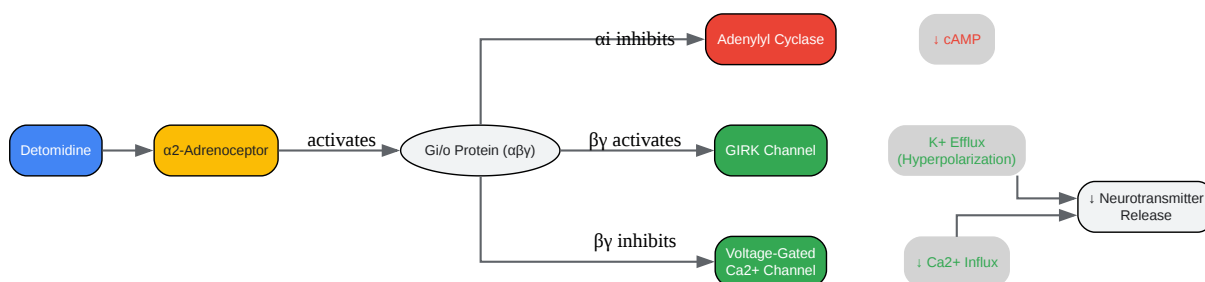 αi inhibits
Adenylyl Cyclase
↓ cAMP
Detomidine
α2-Adrenoceptor
activates
Gi/o Protein (αβγ)
βγ activates
GIRK Channel
K+ Efflux
(Hyperpolarization)
↓ Neurotransmitter
Release
βγ inhibits
Voltage-Gated
Ca2+ Channel
↓ Ca2+ Influx